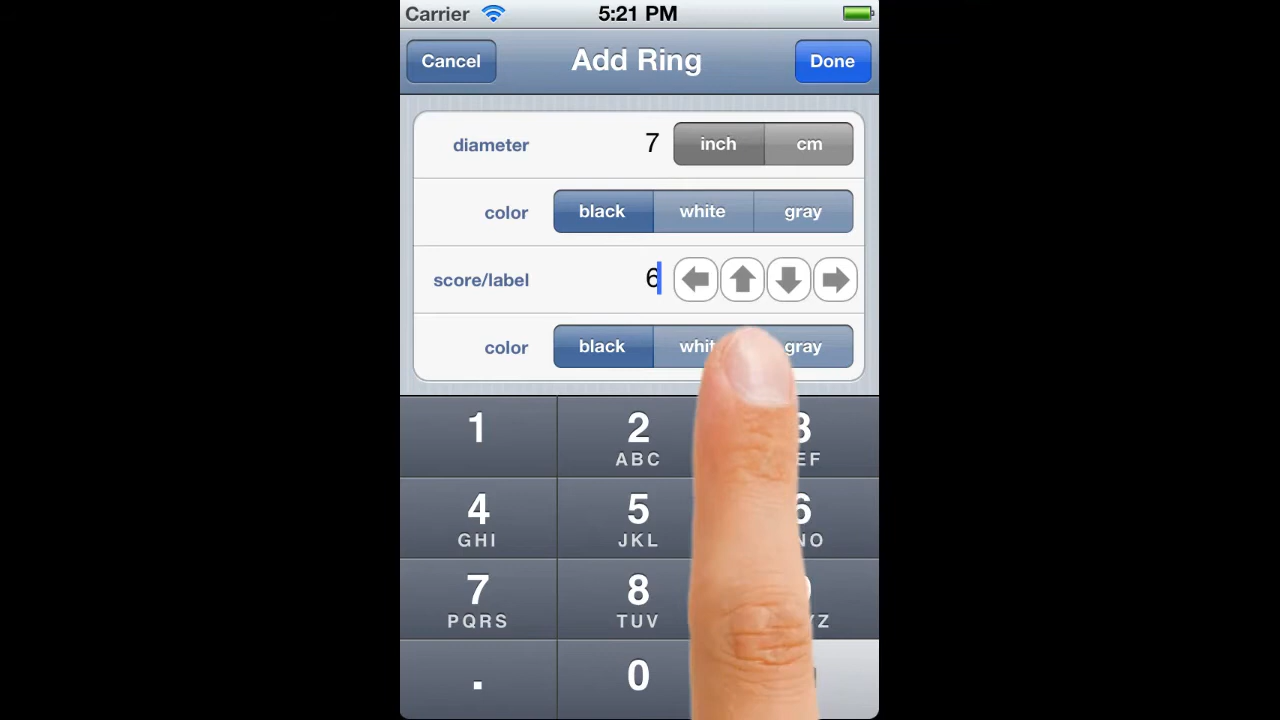 Carrier 5:21 PM
Cancel Add Ring Done
diameter 7 inch cm
color black white gray
score/label 6
color black gray
1 2
ABC
4 5
GHI JKL
7 8
PQRS TUV
. 0